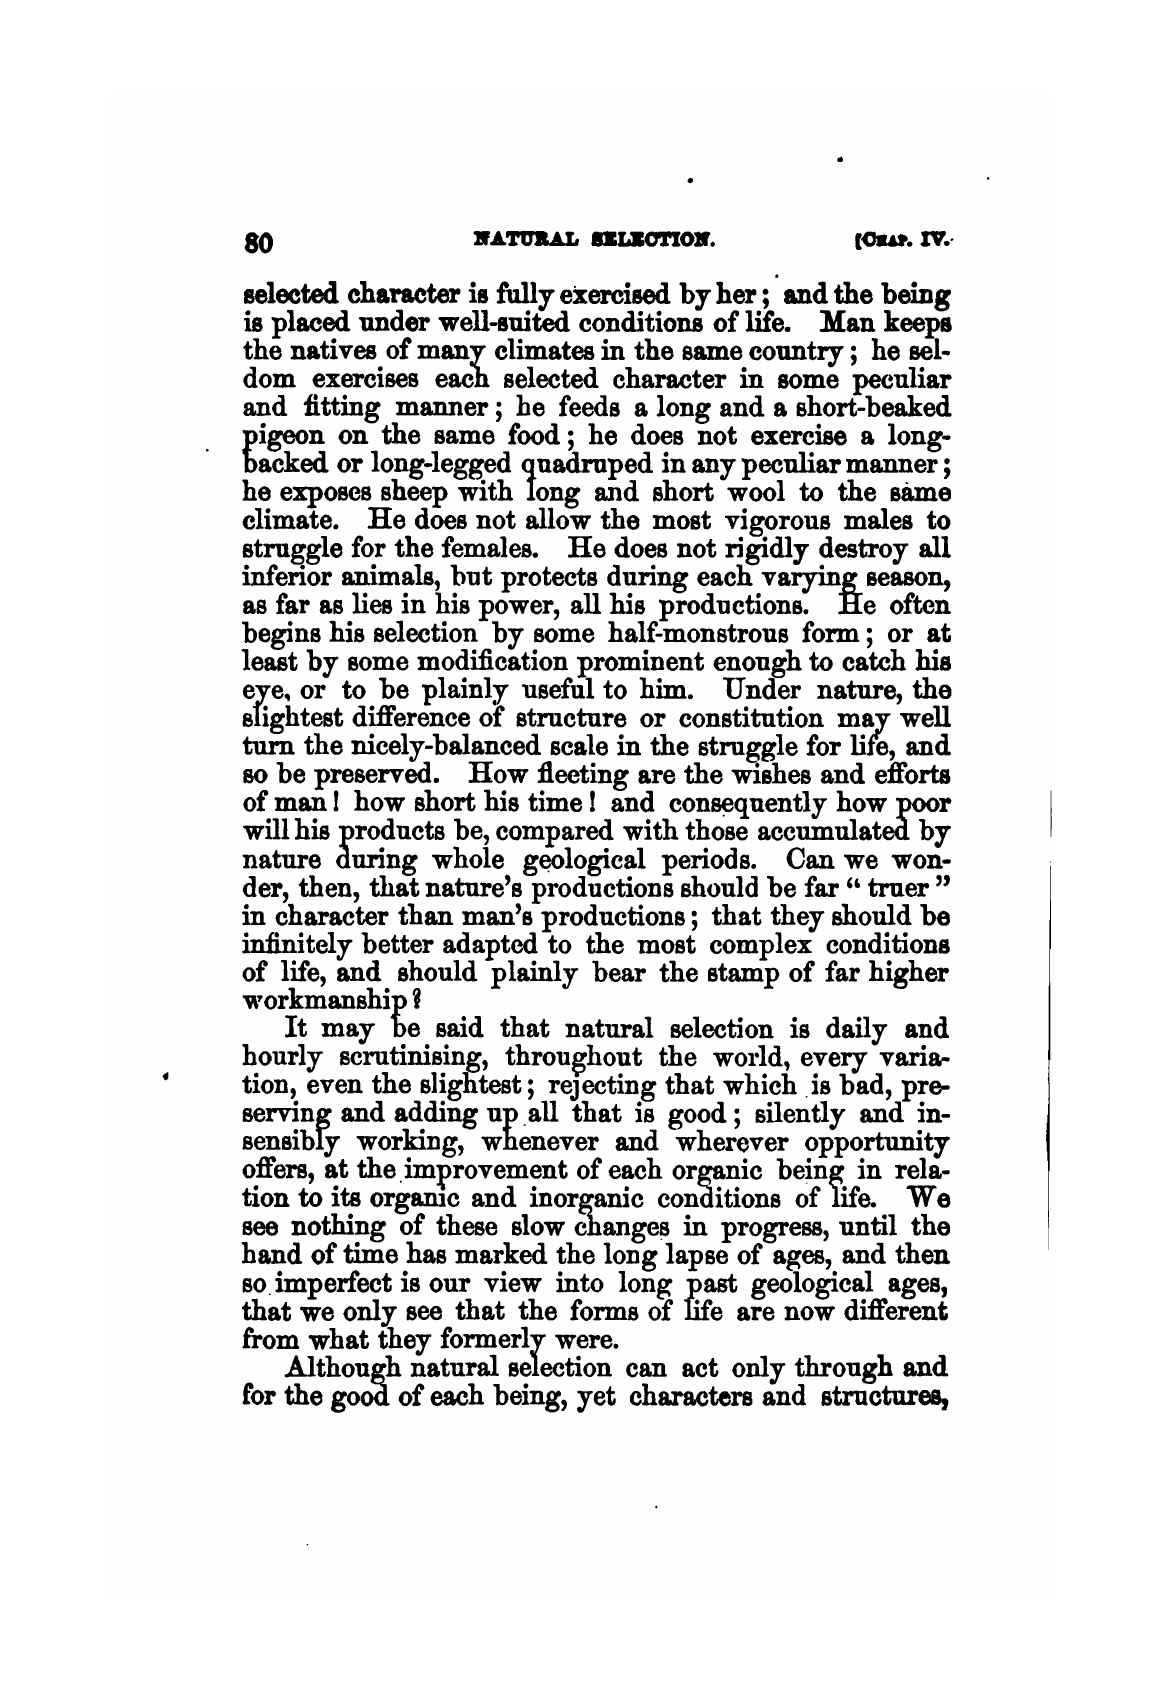 80 NATURAL SELECTION. [CHAP. IV.
selected character is fully exercised by her; and the being
is placed under well-suited conditions of life. Man keeps
the natives of many climates in the same country; he sel-
dom exercises each selected character in some peculiar
and fitting manner; he feeds a long and a short-beaked
pigeon on the same food; he does not exercise a long-
backed or long-legged quadruped in any peculiar manner;
he exposes sheep with long and short wool to the same
climate. He does not allow the most vigorous males to
struggle for the females. He does not rigidly destroy all
inferior animals, but protects during each varying season,
as far as lies in his power, all his productions. He often
begins his selection by some half-monstrous form; or at
least by some modification prominent enough to catch his
eye, or to be plainly useful to him. Under nature, the
slightest difference of structure or constitution may well
turn the nicely-balanced scale in the struggle for life, and
so be preserved. How fleeting are the wishes and efforts
of man! how short his time! and consequently how poor
will his products be, compared with those accumulated by
nature during whole geological periods. Can we won-
der, then, that nature's productions should be far "truer"
in character than man's productions; that they should be
infinitely better adapted to the most complex conditions
of life, and should plainly bear the stamp of far higher
workmanship?
It may be said that natural selection is daily and
hourly scrutinising, throughout the world, every varia-
tion, even the slightest; rejecting that which is bad, pre-
serving and adding up all that is good; silently and in-
sensibly working, whenever and wherever opportunity
offers, at the improvement of each organic being in rela-
tion to its organic and inorganic conditions of life. We
see nothing of these slow changes in progress, until the
hand of time has marked the long lapse of ages, and then
so imperfect is our view into long past geological ages,
that we only see that the forms of life are now different
from what they formerly were.
Although natural selection can act only through and
for the good of each being, yet characters and structures,